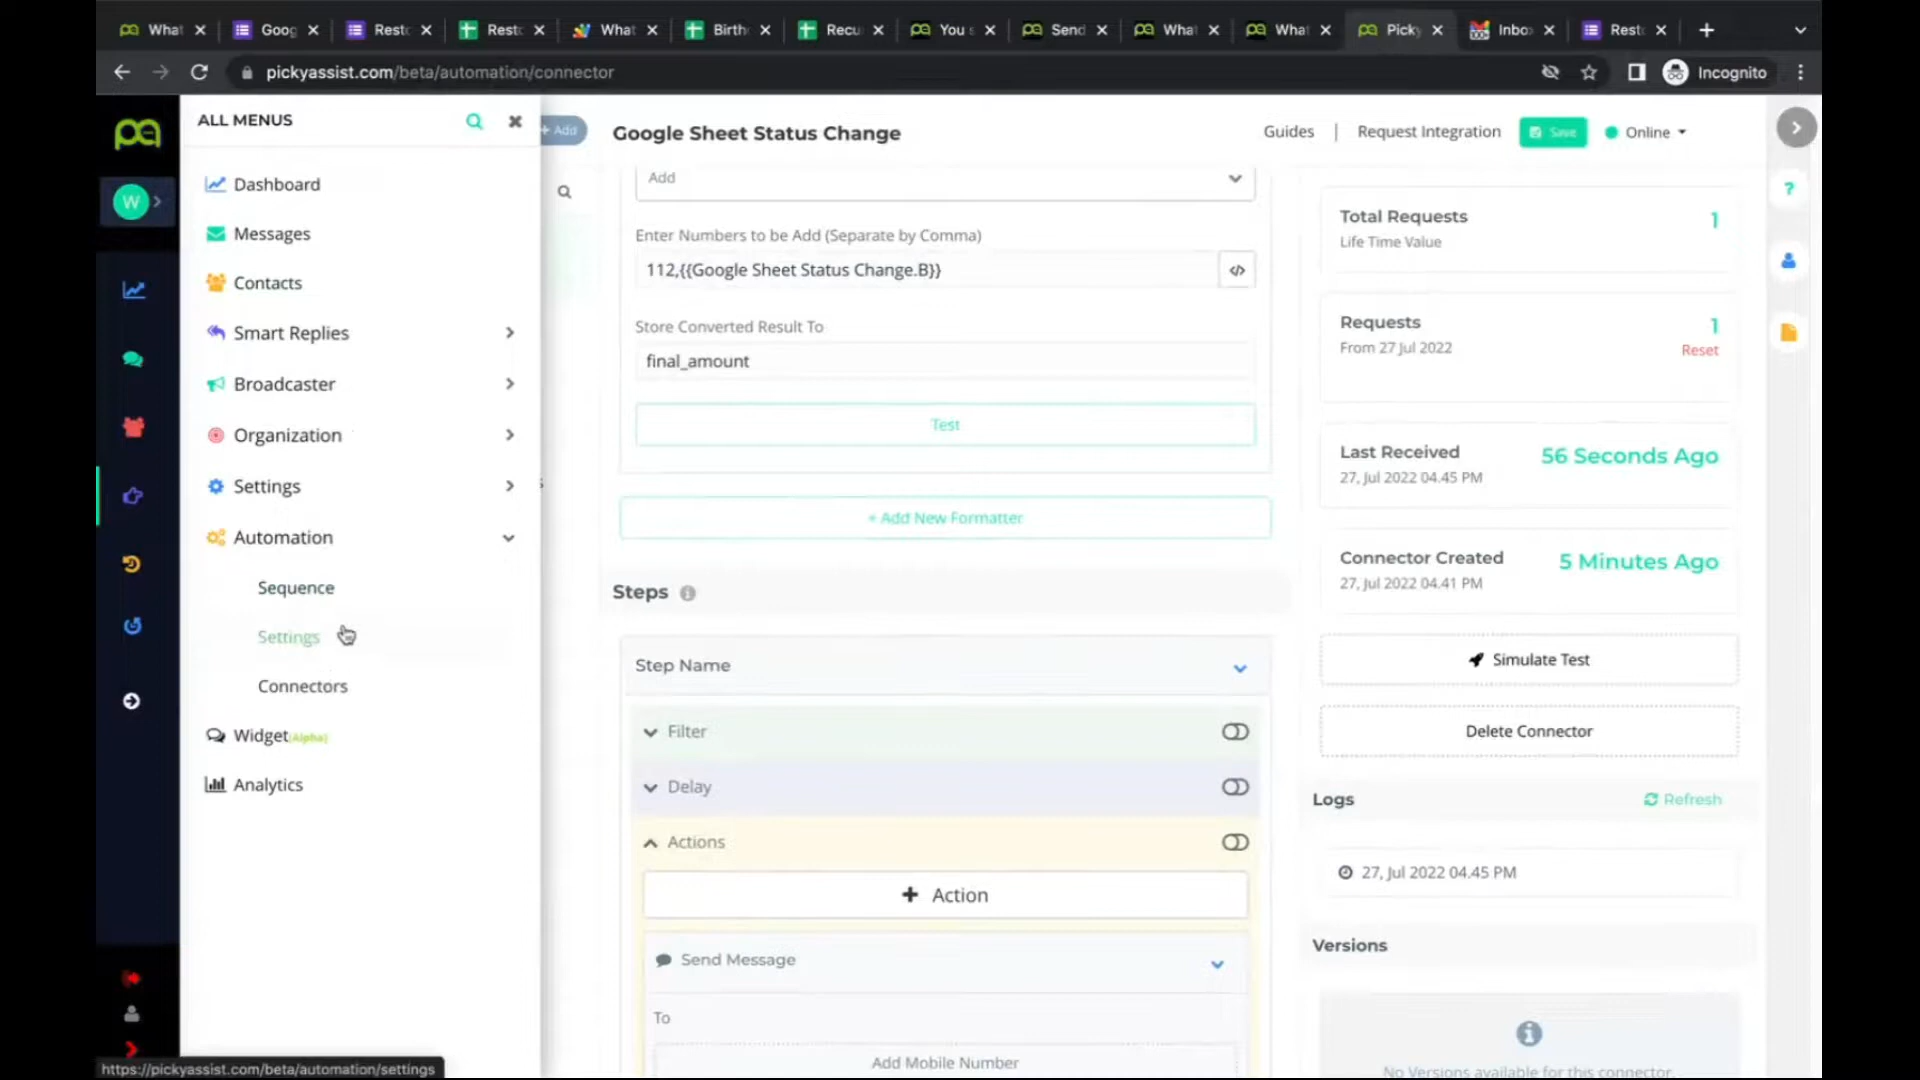 What
Goog
Resto
Resto
What
Birth
Recu
You s
Send
What
What
Picky
Inbo
Resto
pickyassist.com/beta/automation/connector
Incognito
ALL MENUS
Dashboard
Messages
Contacts
Smart Replies
Broadcaster
Organization
Settings
Automation
Sequence
Settings
Connectors
Widget(Alpha)
Analytics
W
+ Add
Google Sheet Status Change
Guides | Request Integration
Save
Online
Add
Enter Numbers to be Add (Separate by Comma)
112,{{Google Sheet Status Change.B}}
Store Converted Result To
final_amount
Test
+ Add New Formatter
Steps
Step Name
Filter
Delay
Actions
+ Action
Send Message
To
Add Mobile Number
Total Requests 1
Life Time Value
Requests 1
From 27 Jul 2022 Reset
Last Received 56 Seconds Ago
27, Jul 2022 04.45 PM
Connector Created 5 Minutes Ago
27, Jul 2022 04.41 PM
Simulate Test
Delete Connector
Logs Refresh
27, Jul 2022 04.45 PM
Versions
No Versions available for this connector.
https://pickyassist.com/beta/automation/settings